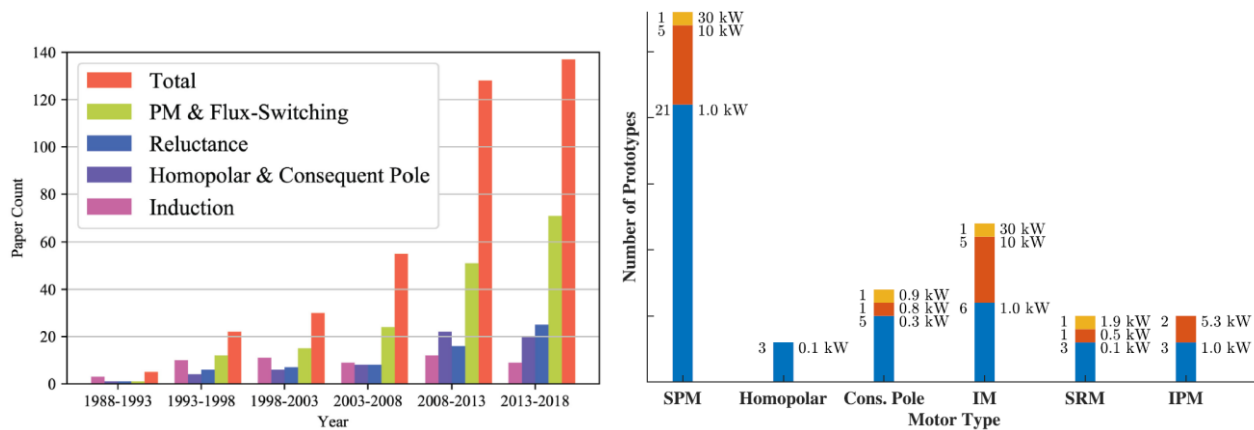 140
120
100
80
60
40
20
0
Paper Count
Total
PM & Flux-Switching
Reluctance
Homopolar & Consequent Pole
Induction
1988-1993 1993-1998 1998-2003 2003-2008 2008-2013 2013-2018
Year
Number of Prototypes
1 30 kW
5 10 kW
21 1.0 kW
3 0.1 kW
1 0.9 kW
1 0.8 kW
5 0.3 kW
1 30 kW
5 10 kW
6 1.0 kW
1 1.9 kW
1 0.5 kW
3 0.1 kW
2 5.3 kW
3 1.0 kW
SPM Homopolar Cons. Pole IM SRM IPM
Motor Type